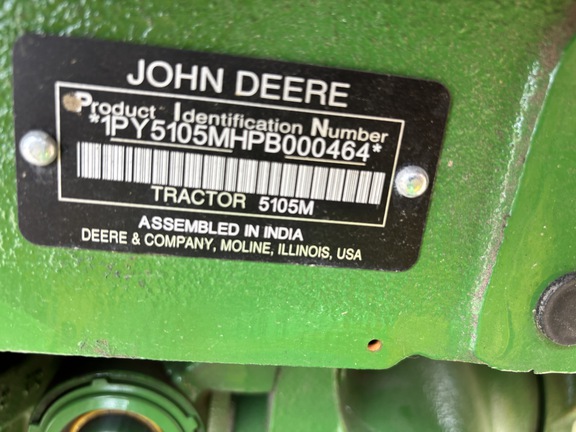 JOHN DEERE
Product Identification Number
*1PY5105MHPB000464*
TRACTOR 5105M
ASSEMBLED IN INDIA
DEERE & COMPANY, MOLINE, ILLINOIS, USA